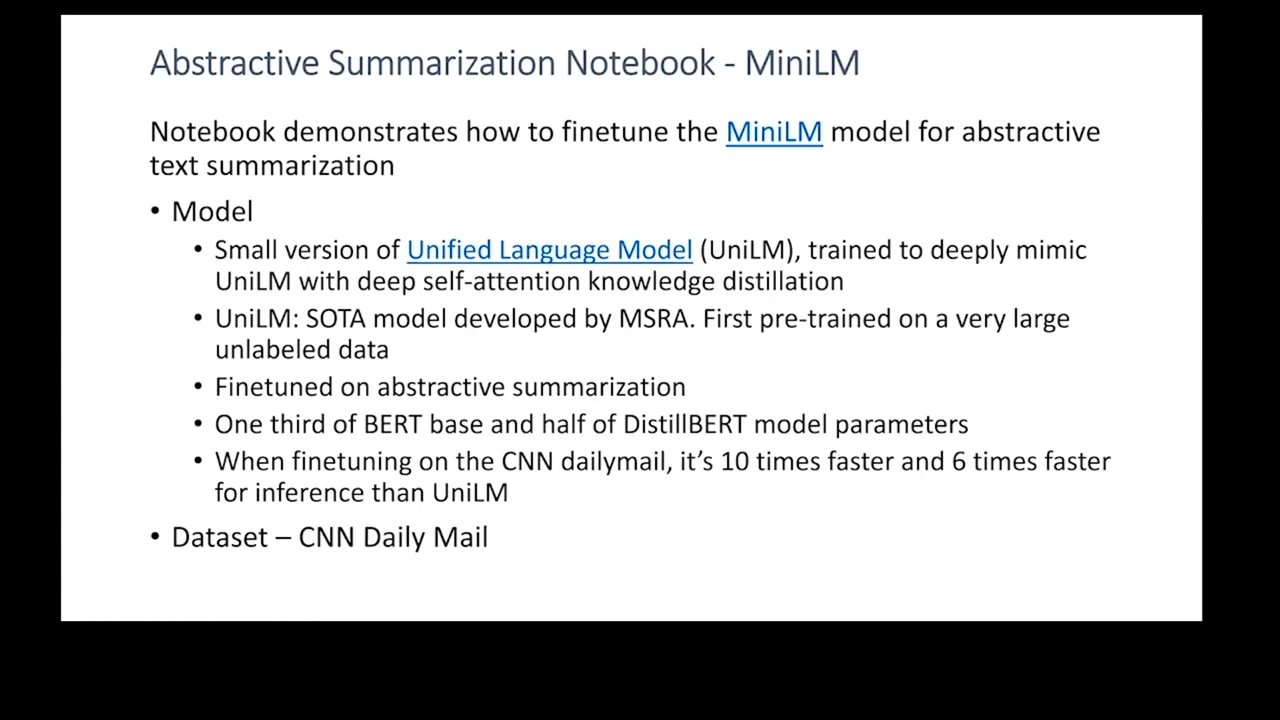 Abstractive Summarization Notebook - MiniLM
Notebook demonstrates how to finetune the MiniLM model for abstractive
text summarization
• Model
• Small version of Unified Language Model (UniLM), trained to deeply mimic
UniLM with deep self-attention knowledge distillation
• UniLM: SOTA model developed by MSRA. First pre-trained on a very large
unlabeled data
• Finetuned on abstractive summarization
• One third of BERT base and half of DistillBERT model parameters
• When finetuning on the CNN dailymail, it’s 10 times faster and 6 times faster
for inference than UniLM
• Dataset – CNN Daily Mail